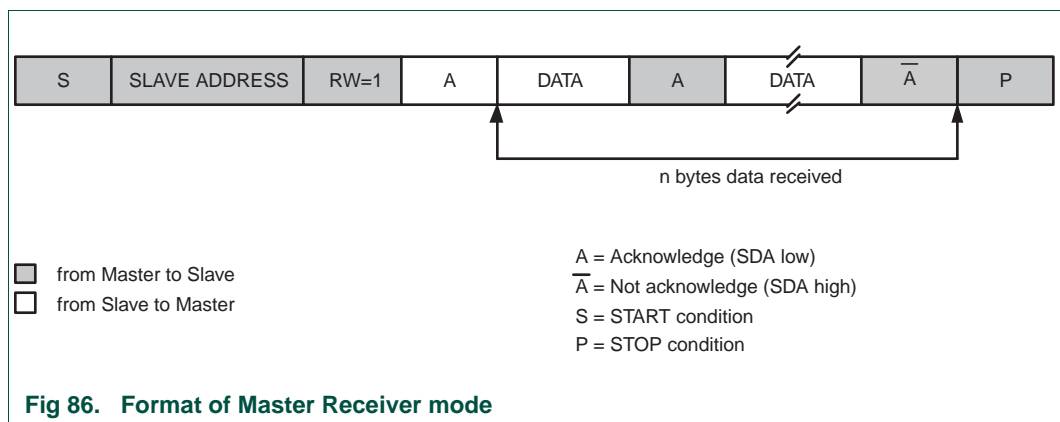 S SLAVE ADDRESS RW=1 A DATA A DATA A̅ P
n bytes data received
from Master to Slave
from Slave to Master
A = Acknowledge (SDA low)
A̅ = Not acknowledge (SDA high)
S = START condition
P = STOP condition
Fig 86. Format of Master Receiver mode